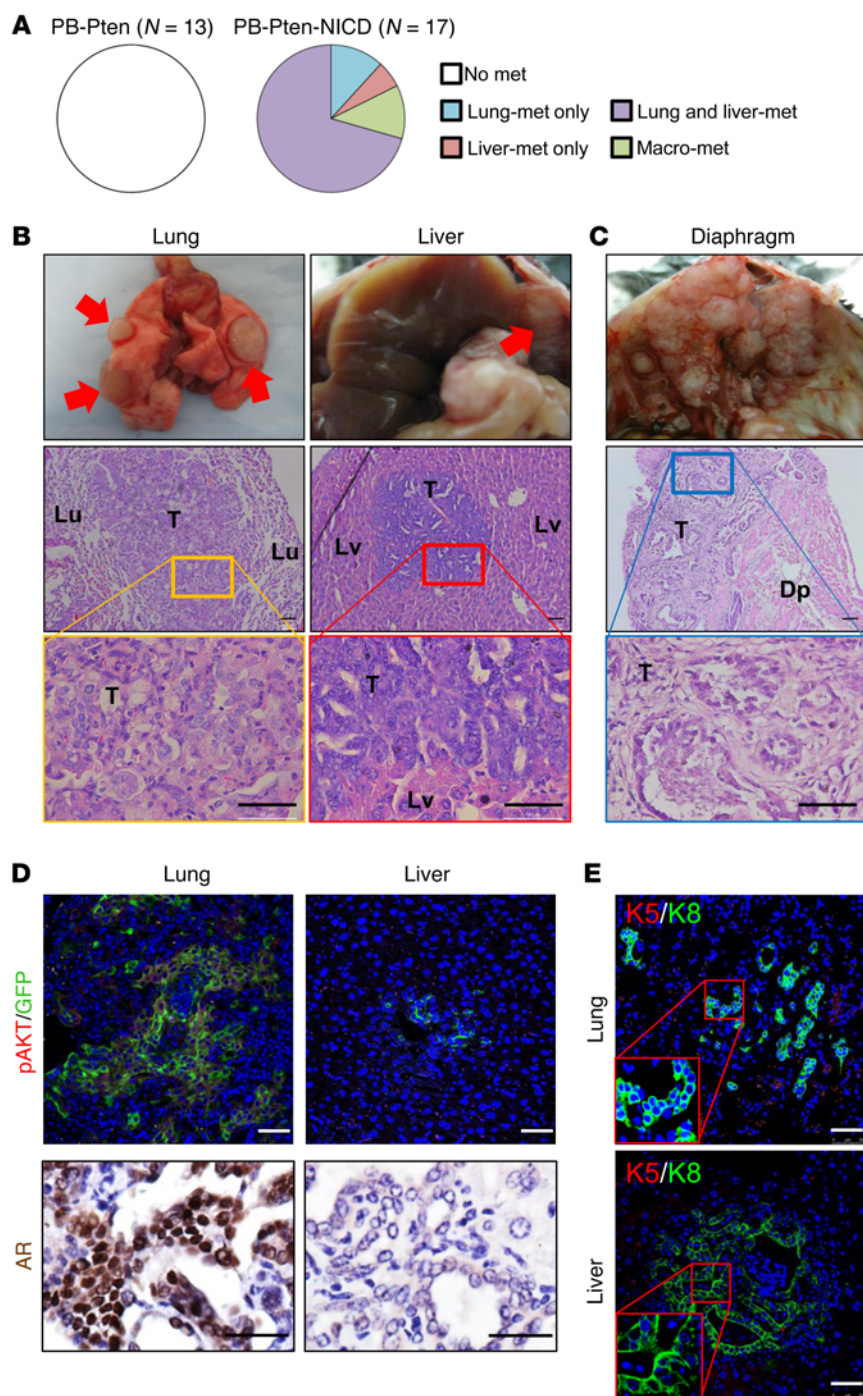 A
PB-Pten (N = 13)
PB-Pten-NICD (N = 17)
No met
Lung-met only
Lung and liver-met
Liver-met only
Macro-met
B
Lung
Liver
C
Diaphragm
Lu
T
Lu
Lv
T
Lv
T
Dp
T
T
Lv
T
D
Lung
Liver
E
pAKT/GFP
K5/K8
Lung
AR
K5/K8
Liver